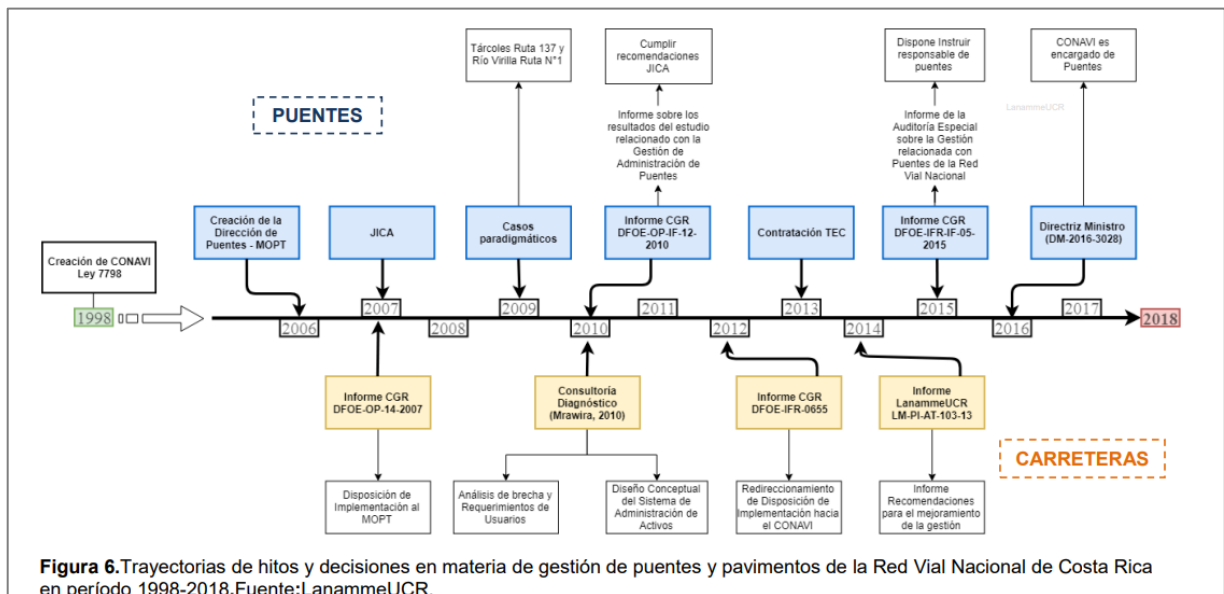 Tárcoles Ruta 137 y
Río Virilla Ruta N°1
Cumplir
recomendaciones
JICA
Dispone Instruir
responsable de
puentes
CONAVI es
encargado de
Puentes
LanammeUCR
PUENTES
Informe sobre los
resultados del estudio
relacionado con la
Gestión de
Administración de
Puentes
Informe de la
Auditoría Especial
sobre la Gestión
relacionada con
Puentes de la Red
Vial Nacional
Creación de la
Dirección de
Puentes - MOPT
JICA
Casos
paradigmáticos
Informe CGR
DFOE-OP-IF-12-
2010
Contratación TEC
Informe CGR
DFOE-IFR-IF-05-
2015
Directriz Ministro
(DM-2016-3028)
Creación de CONAVI
Ley 7798
1998
2006
2007
2008
2009
2010
2011
2012
2013
2014
2015
2016
2017
2018
Informe CGR
DFOE-OP-14-2007
Consultoría
Diagnóstico
(Mrawira, 2010)
Informe CGR
DFOE-IFR-0655
Informe
LanammeUCR
LM-PI-AT-103-13
CARRETERAS
Disposición de
Implementación al
MOPT
Análisis de brecha y
Requerimientos de
Usuarios
Diseño Conceptual
del Sistema de
Administración de
Activos
Redireccionamiento
de Disposición de
Implementación hacia
el CONAVI
Informe
Recomendaciones
para el mejoramiento
de la gestión
Figura 6.Trayectorias de hitos y decisiones en materia de gestión de puentes y pavimentos de la Red Vial Nacional de Costa Rica
en período 1998-2018.Fuente:LanammeUCR.